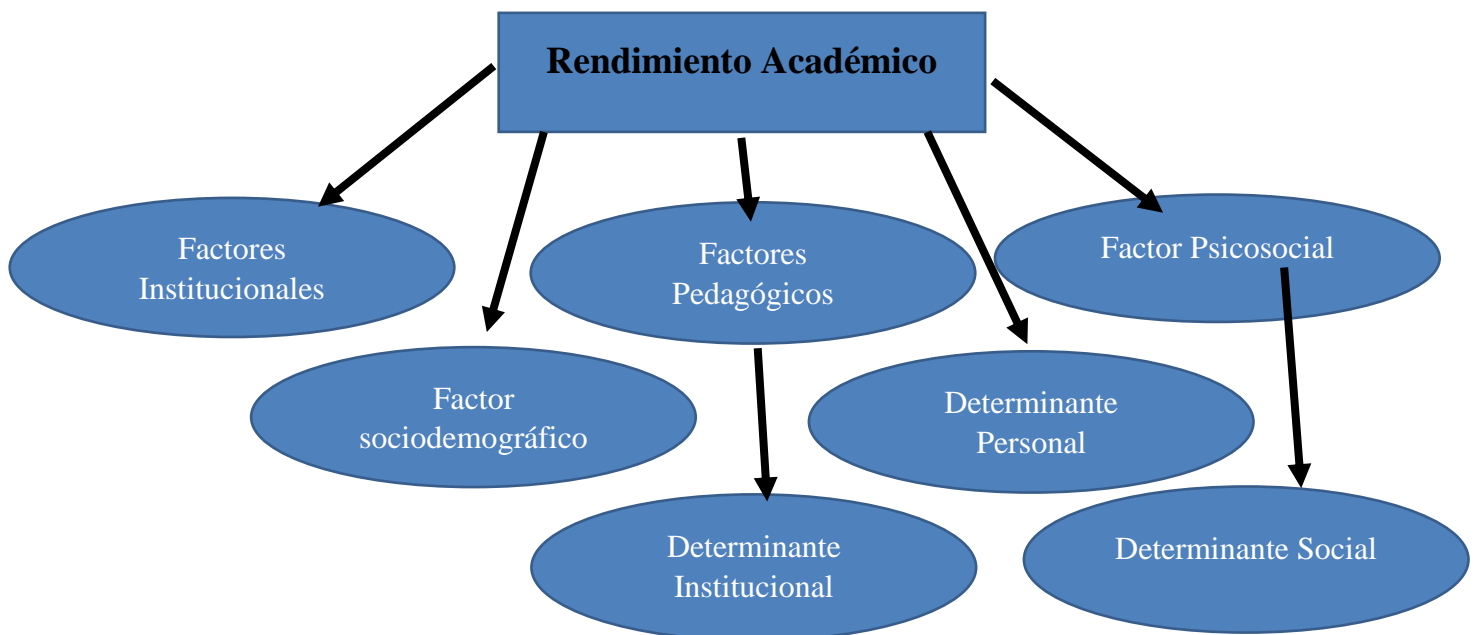 Rendimiento Académico
Factores
Institucionales
Factores
Pedagógicos
Factor Psicosocial
Factor
sociodemográfico
Determinante
Personal
Determinante
Institucional
Determinante Social